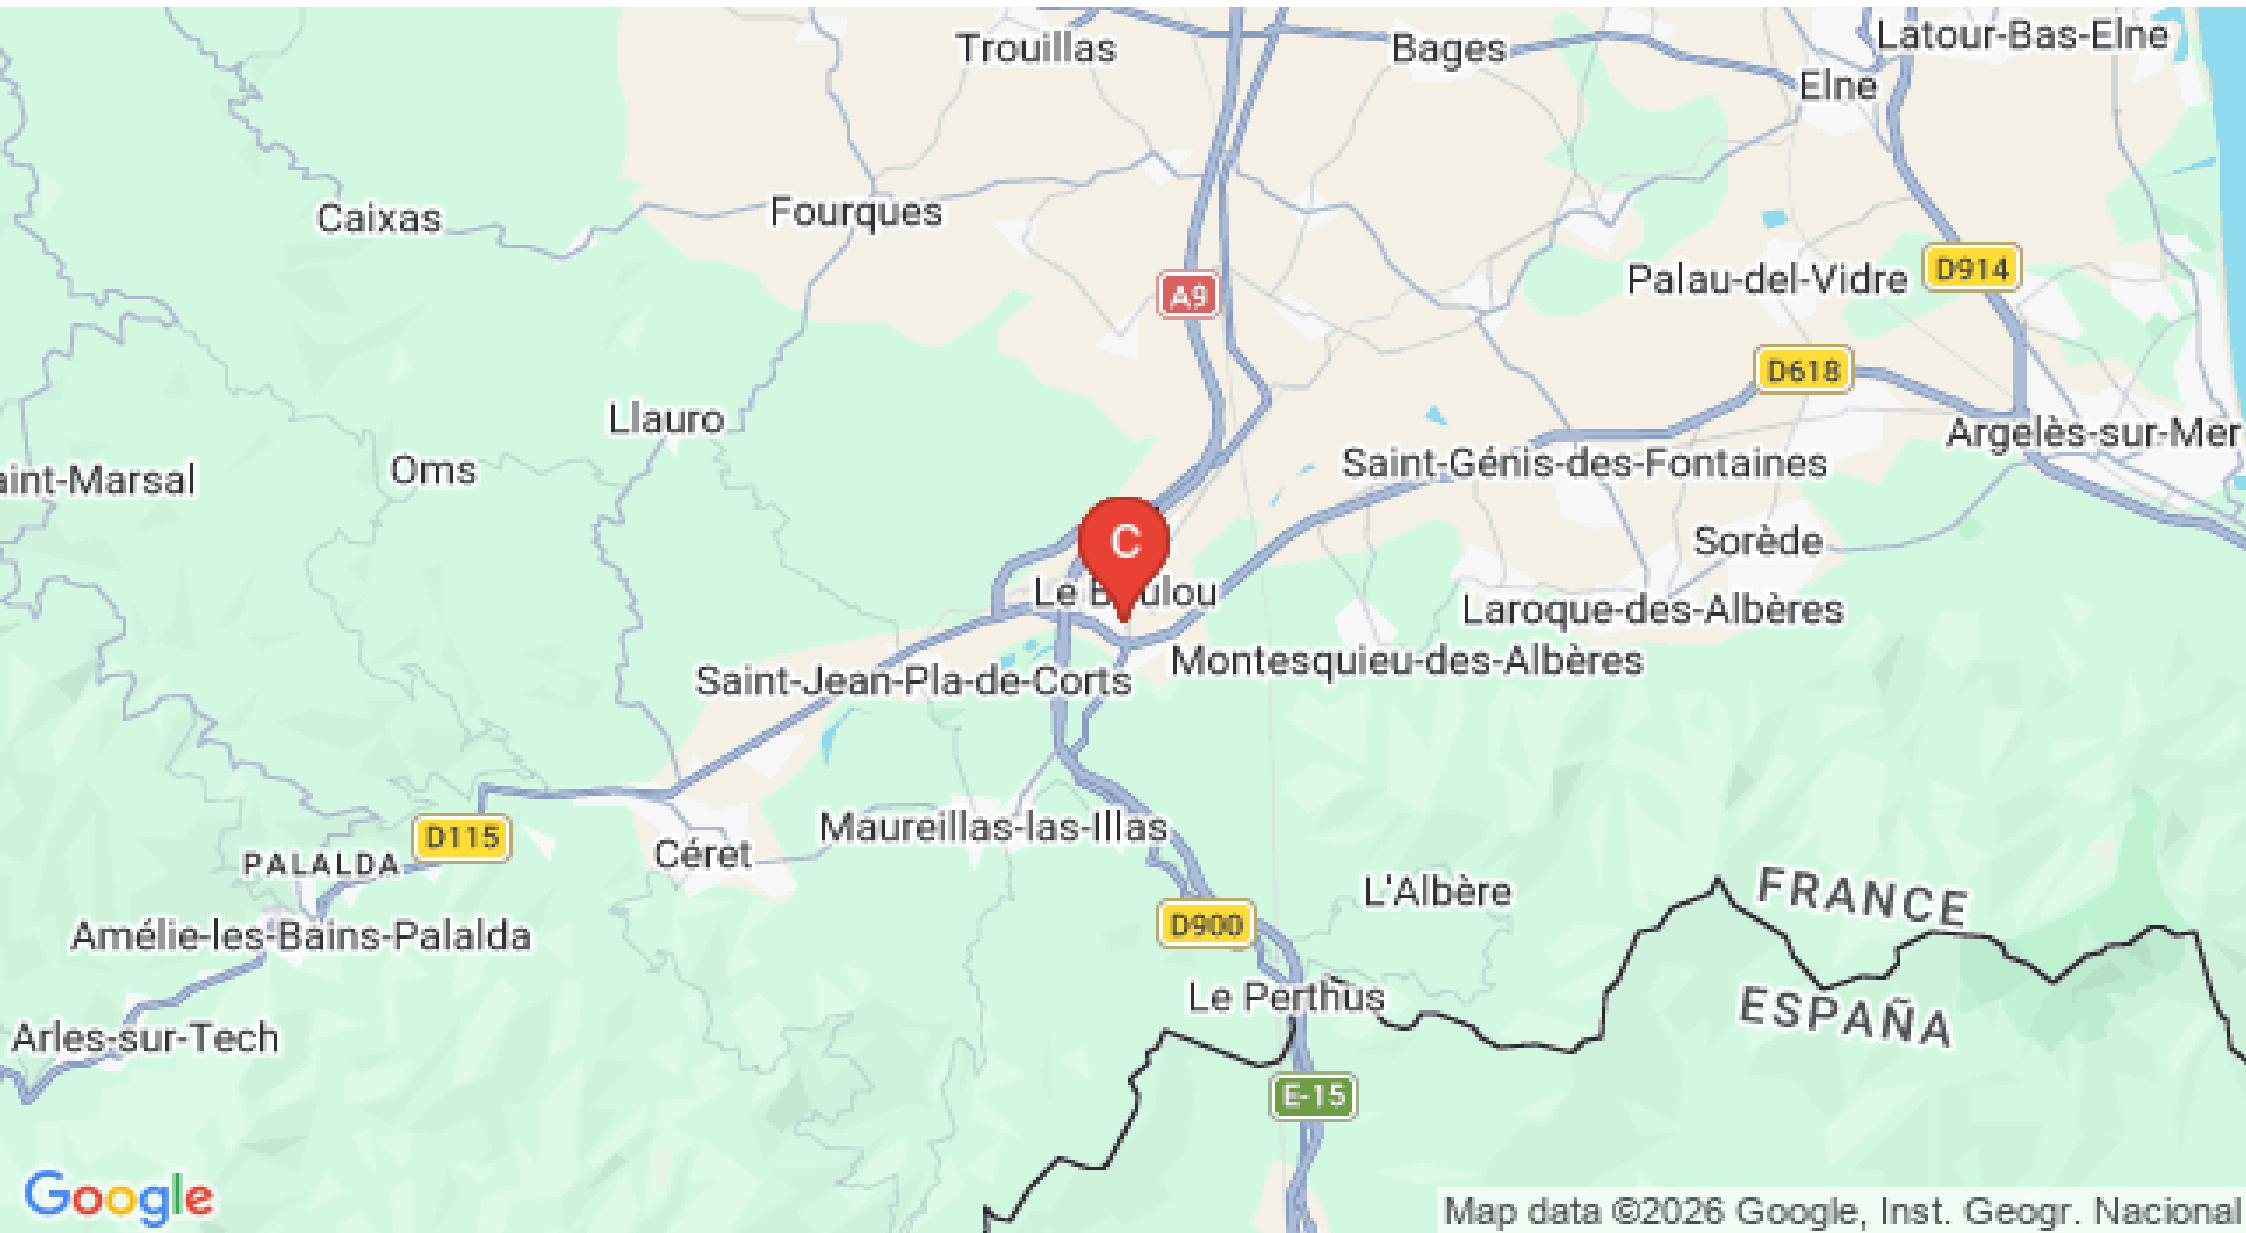 Latour-Bas-Elne
Trouillas
Bages
Elne
Caixas
Fourques
D914
Palau-del-Vidre
A9
D618
Llauro
Argelès-sur-Mer
Oms
Saint-Génis-des-Fontaines
aint-Marsal
C
Sorède
Le Boulou
Laroque-des-Albères
Montesquieu-des-Albères
Saint-Jean-Pla-de-Corts
Maureillas-las-Illas
D115
Céret
PALALDA
L'Albère
FRANCE
D900
Amélie-les-Bains-Palalda
Le Perthus
ESPAÑA
Arles-sur-Tech
E-15
Google
Map data ©2026 Google, Inst. Geogr. Nacional